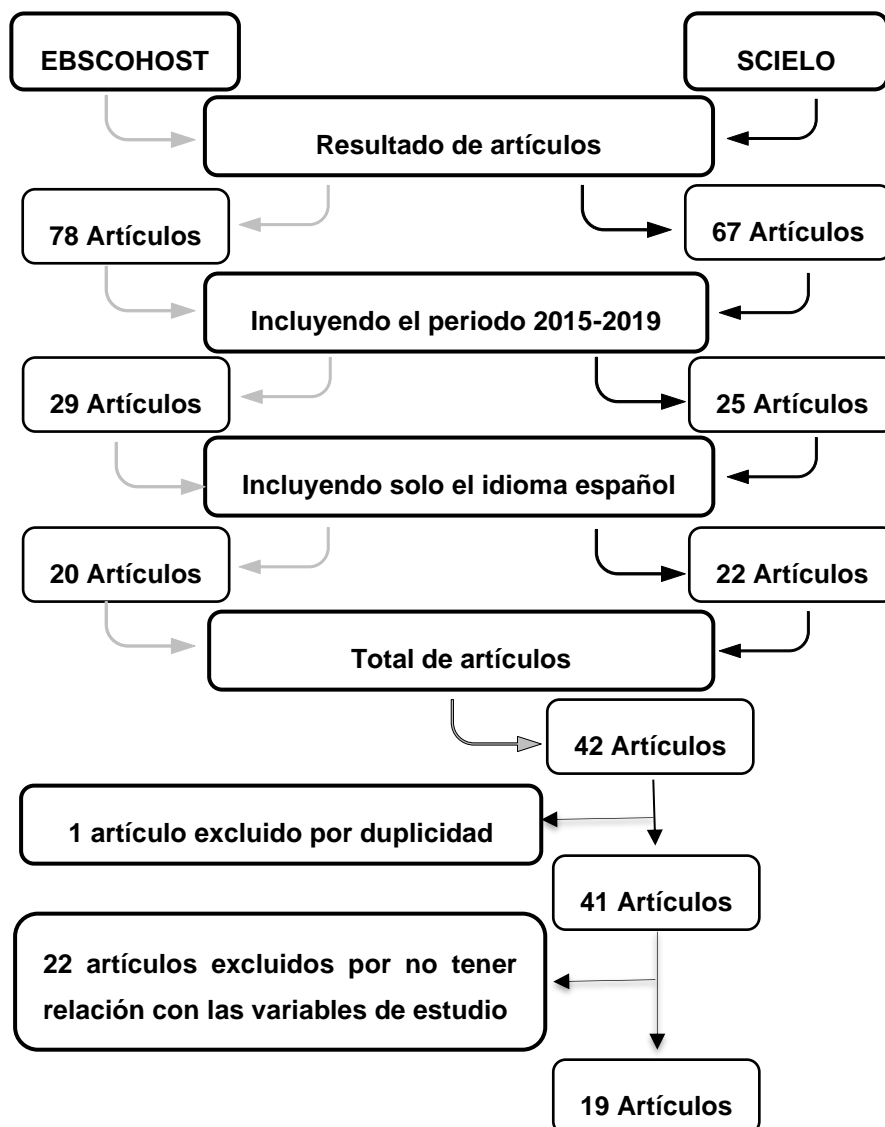 EBSCOHOST
SCIELO
Resultado de artículos
78 Artículos
67 Artículos
Incluyendo el periodo 2015-2019
29 Artículos
25 Artículos
Incluyendo solo el idioma español
20 Artículos
22 Artículos
Total de artículos
42 Artículos
1 artículo excluido por duplicidad
41 Artículos
22 artículos excluidos por no tener
relación con las variables de estudio
19 Artículos